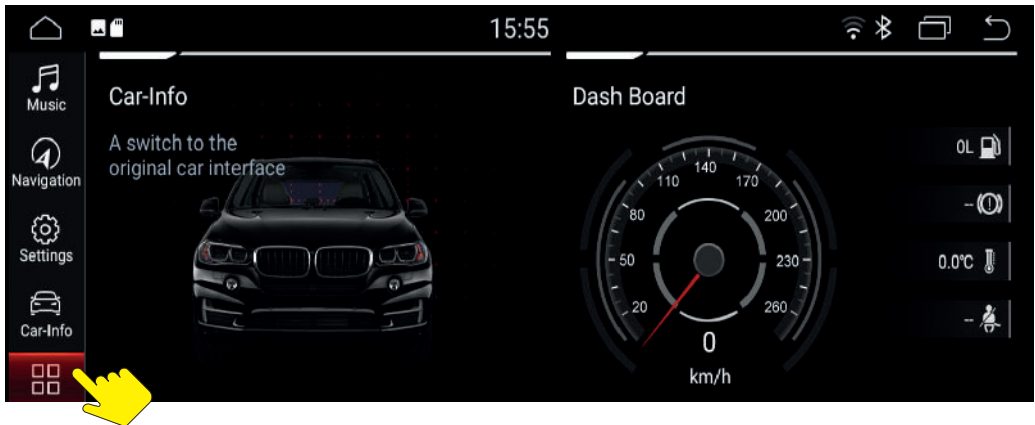 15:55
Music
Navigation
Settings
Car-Info
Car-Info
A switch to the
original car interface
Dash Board
20
50
80
110
140
170
200
230
260
0
km/h
0L
--
0.0°C
--